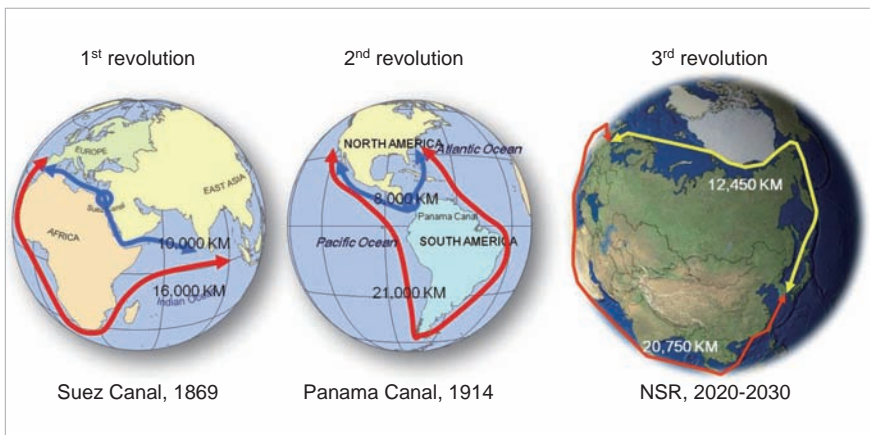 1st revolution
2nd revolution
3rd revolution
EUROPE
EAST ASIA
Suez Canal
AFRICA
10,000 KM
Indian Ocean
16,000 KM
NORTH AMERICA
Atlantic Ocean
8,000 KM
Panama Canal
Pacific Ocean
SOUTH AMERICA
21,000 KM
12,450 KM
20,750 KM
Suez Canal, 1869
Panama Canal, 1914
NSR, 2020-2030